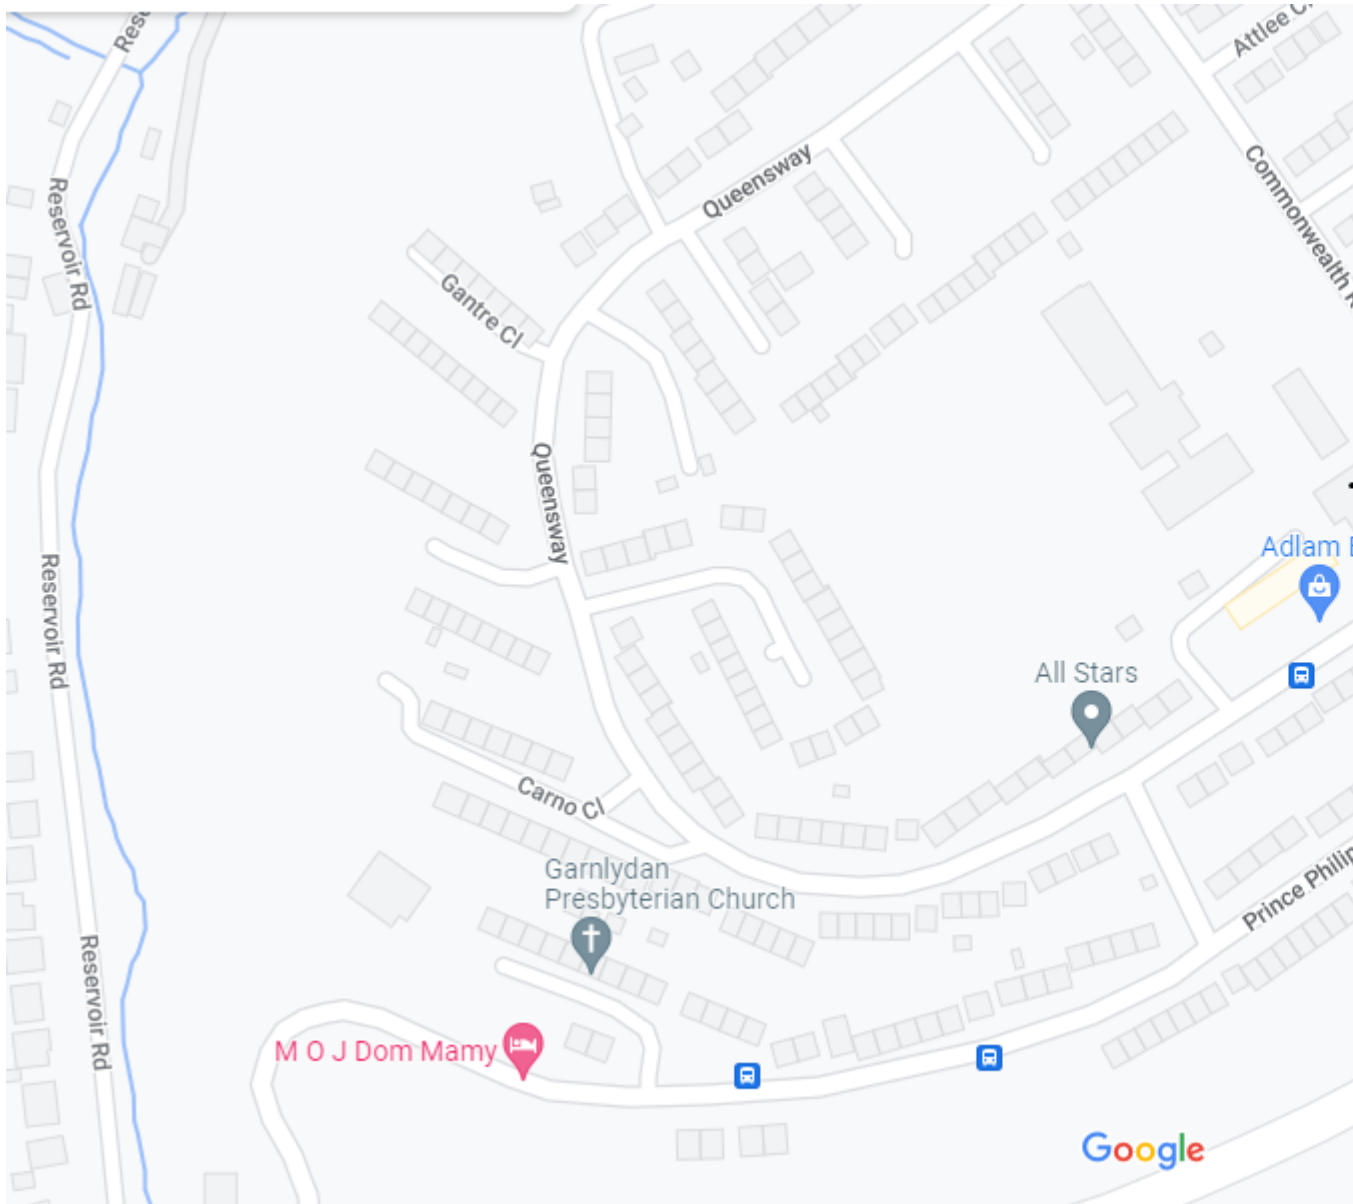 Attlee C
Queensway
Commonwealth R
Reservoir Rd
Gantre Cl
Queensway
Adlam
Reservoir Rd
All Stars
Carno Cl
Garnlydan
Presbyterian Church
Prince Philip
Reservoir Rd
M O J Dom Mamy
Google